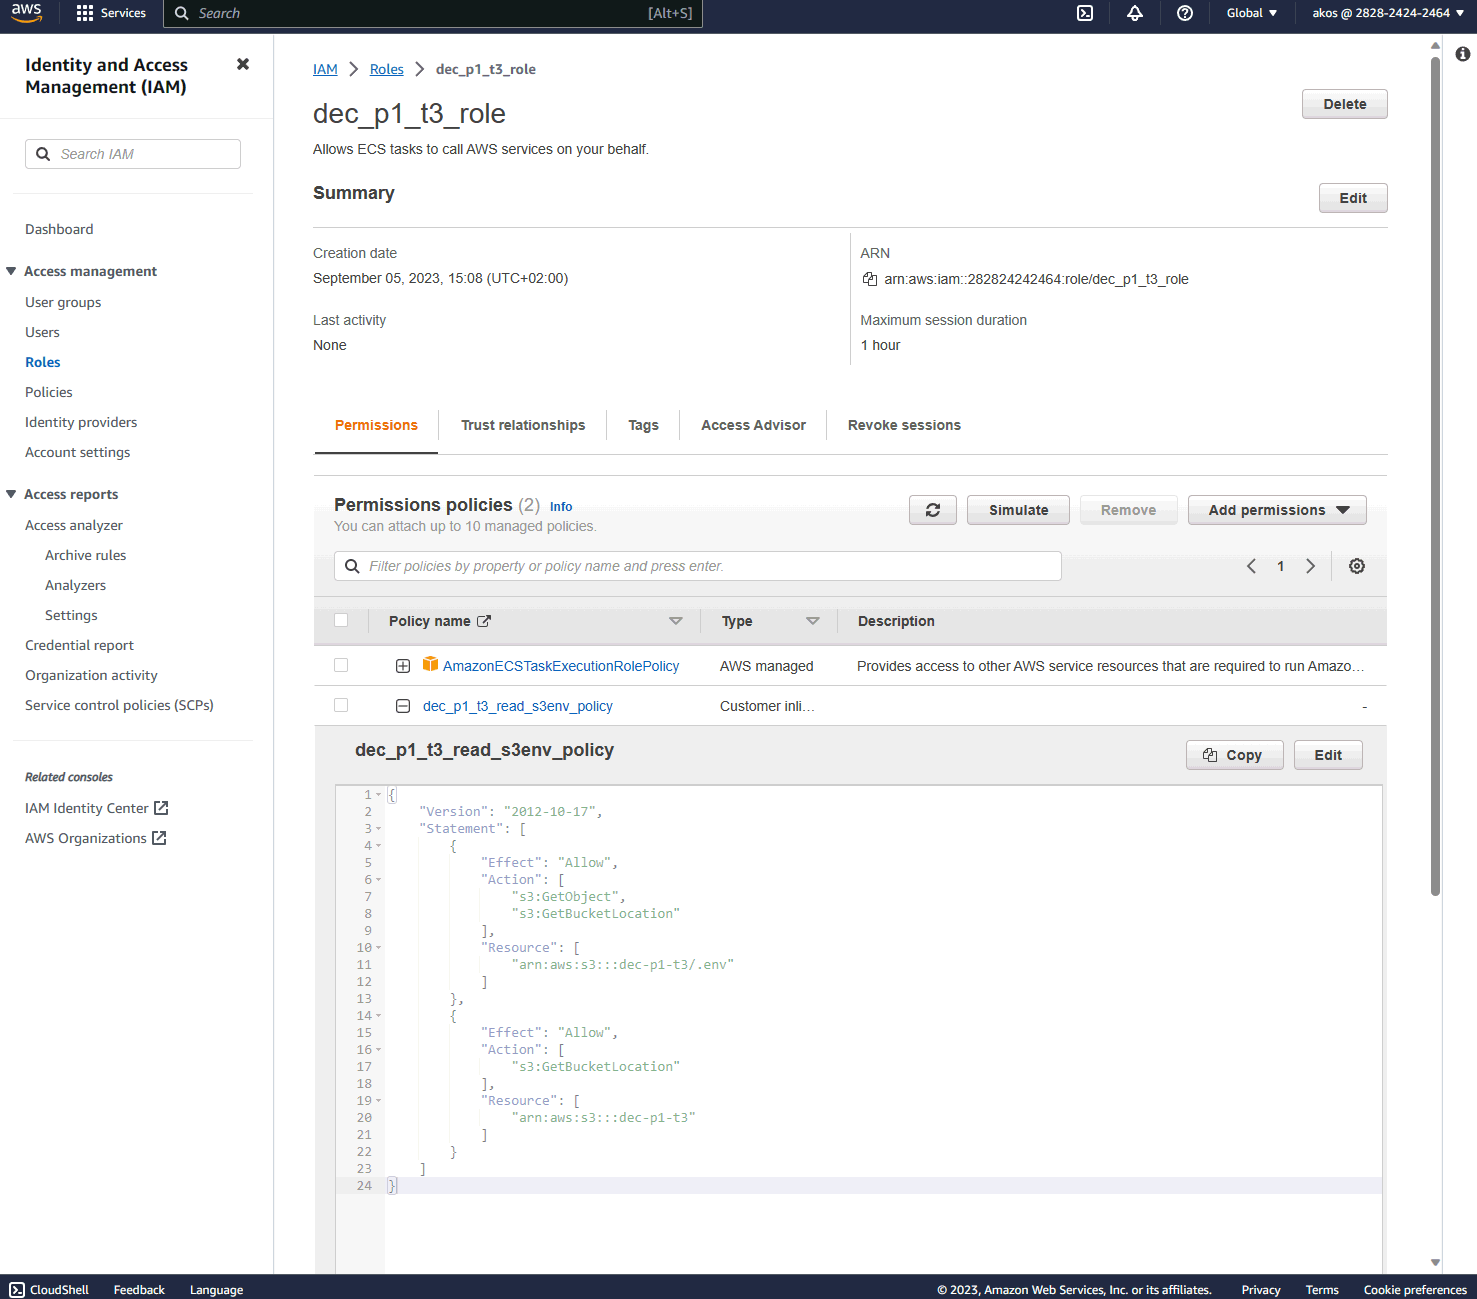 aws Services Search [Alt+S] Global akos @ 2828-2424-2464
Identity and Access
Management (IAM)
Search IAM
Dashboard
Access management
User groups
Users
Roles
Policies
Identity providers
Account settings
Access reports
Access analyzer
Archive rules
Analyzers
Settings
Credential report
Organization activity
Service control policies (SCPs)
Related consoles
IAM Identity Center
AWS Organizations
IAM > Roles > dec_p1_t3_role
dec_p1_t3_role
Delete
Allows ECS tasks to call AWS services on your behalf.
Summary
Edit
Creation date
September 05, 2023, 15:08 (UTC+02:00)
ARN
arn:aws:iam::282824242464:role/dec_p1_t3_role
Last activity
None
Maximum session duration
1 hour
Permissions Trust relationships Tags Access Advisor Revoke sessions
Permissions policies (2) Info
You can attach up to 10 managed policies.
Simulate Remove Add permissions
Filter policies by property or policy name and press enter.
1
Policy name Type Description
AmazonECSTaskExecutionRolePolicy AWS managed Provides access to other AWS service resources that are required to run Amazo...
dec_p1_t3_read_s3env_policy Customer inli... -
dec_p1_t3_read_s3env_policy
Copy Edit
1 {
2 "Version": "2012-10-17",
3 "Statement": [
4 {
5 "Effect": "Allow",
6 "Action": [
7 "s3:GetObject",
8 "s3:GetBucketLocation"
9 ],
10 "Resource": [
11 "arn:aws:s3:::dec-p1-t3/.env"
12 ]
13 },
14 {
15 "Effect": "Allow",
16 "Action": [
17 "s3:GetBucketLocation"
18 ],
19 "Resource": [
20 "arn:aws:s3:::dec-p1-t3"
21 ]
22 }
23 ]
24 }
CloudShell Feedback Language © 2023, Amazon Web Services, Inc. or its affiliates. Privacy Terms Cookie preferences